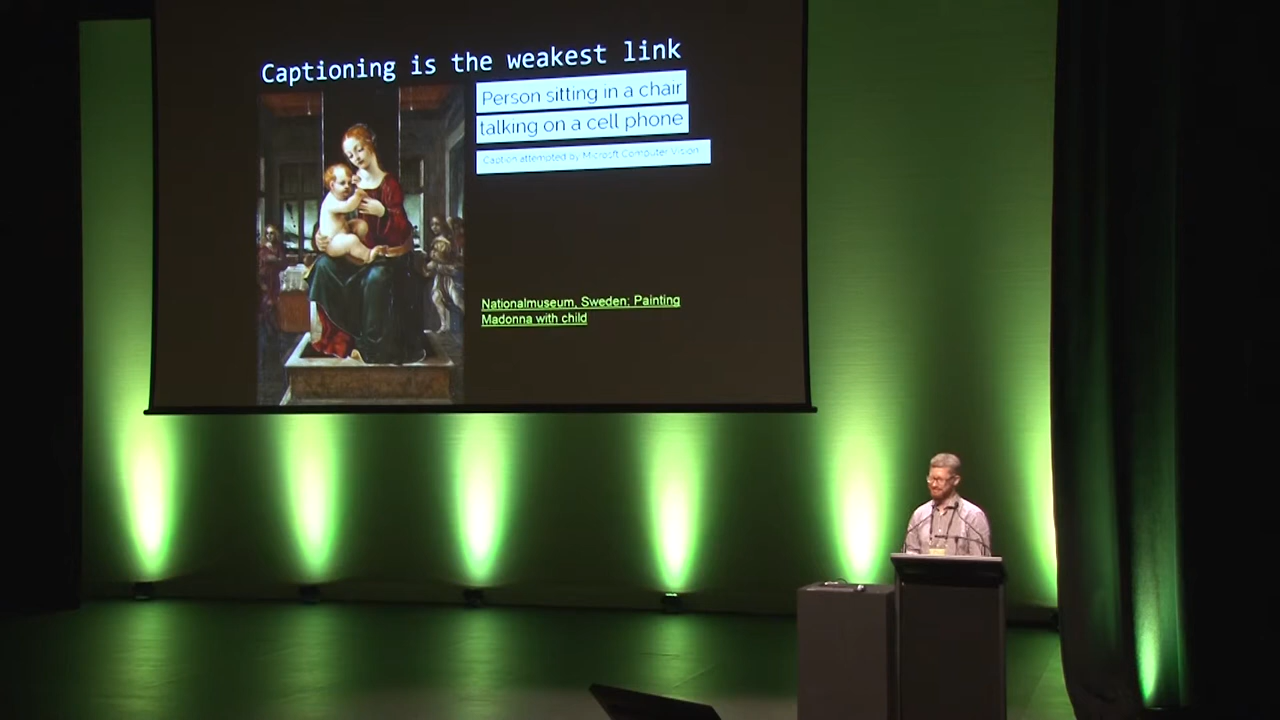 Captioning is the weakest link
Person sitting in a chair
talking on a cell phone
Caption attempted by Microsft Computer Vision
Nationalmuseum, Sweden: Painting
Madonna with child